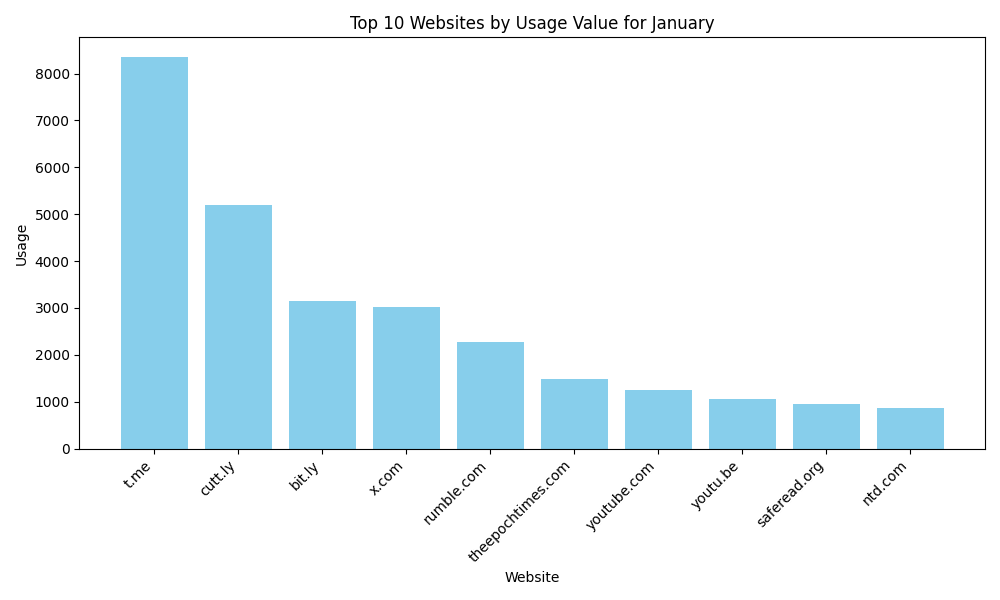 Top 10 Websites by Usage Value for January
Usage
8000
7000
6000
5000
4000
3000
2000
1000
0
t.me
cutt.ly
bit.ly
x.com
rumble.com
theepochtimes.com
youtube.com
youtu.be
saferead.org
ntd.com
Website